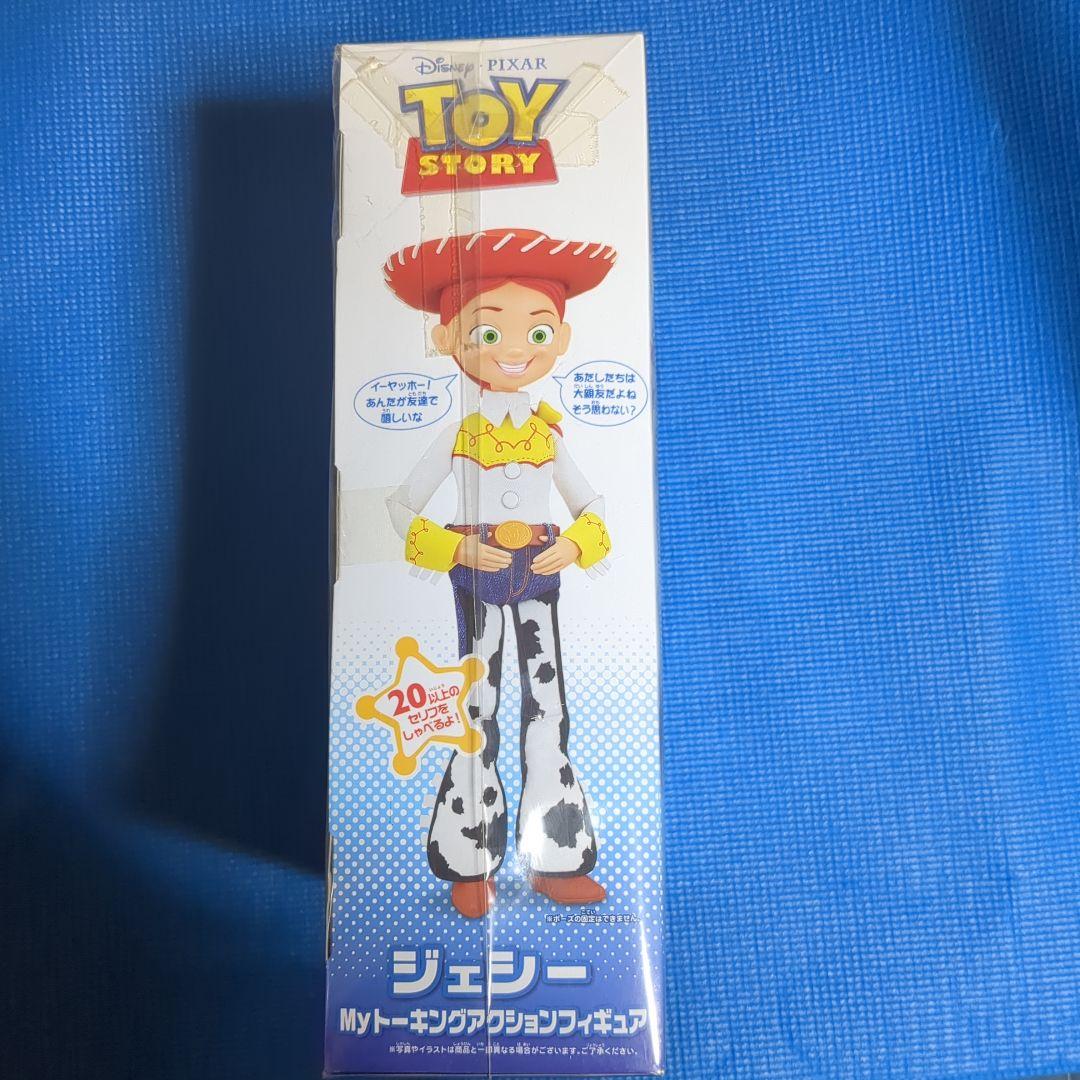 Disney・PIXAR
TOY
STORY
イーヤッホー!
あんたが友達で
嬉しいな
あたしたちは
大親友だよね
そう思わない?
20以上の
セリフを
しゃべるよ!
※ポーズの固定はできません。
ジェシー
Myトーキングアクションフィギュア
※写真やイラストは商品と一部異なる場合がございます。ご了承ください。